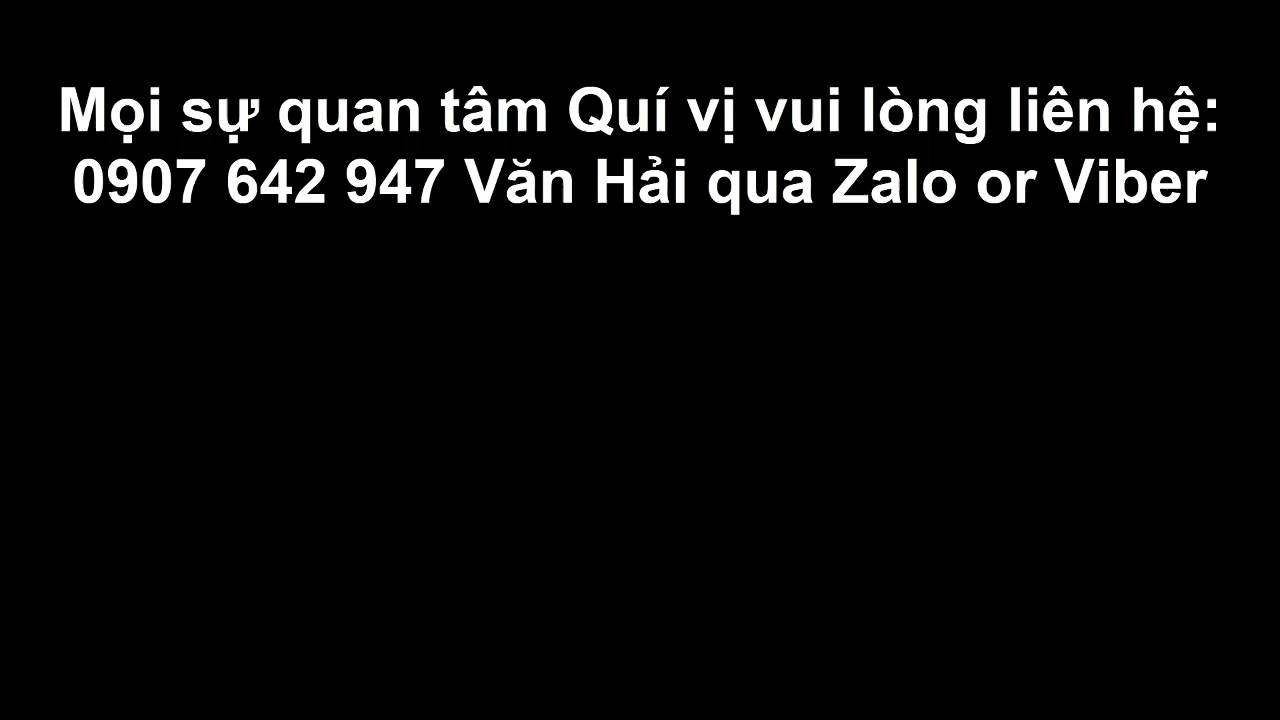 Mọi sự quan tâm Quí vị vui lòng liên hệ:
0907 642 947 Văn Hải qua Zalo or Viber